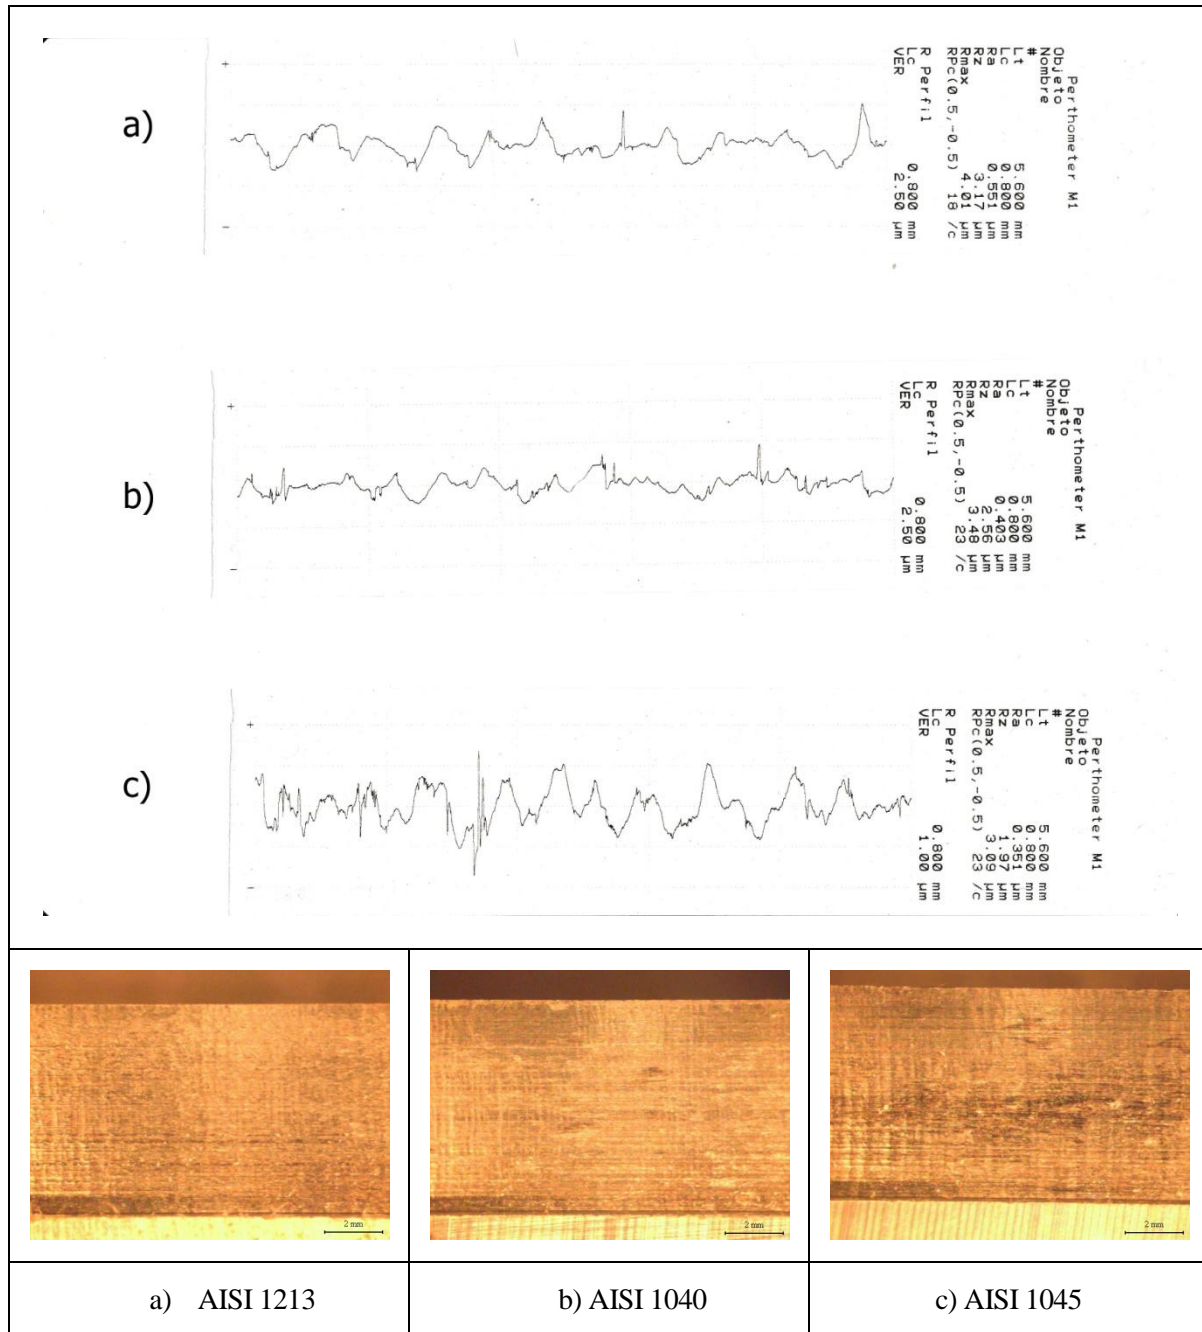 a)
+
-
Perthometer M1
Objeto
Nombre
#
Lt 5.600 mm
Lc 0.800 mm
Ra 0.551 µm
Rz 3.17 µm
Rmax 4.01 µm
RPc(0.5,-0.5) 18 /c
R Perfil
Lc 0.800 mm
VER 2.50 µm
b)
+
-
Perthometer M1
Objeto
Nombre
#
Lt 5.600 mm
Lc 0.800 mm
Ra 0.403 µm
Rz 2.56 µm
Rmax 3.48 µm
RPc(0.5,-0.5) 23 /c
R Perfil
Lc 0.800 mm
VER 2.50 µm
c)
+
-
Perthometer M1
Objeto
Nombre
#
Lt 5.600 mm
Lc 0.800 mm
Ra 0.351 µm
Rz 1.97 µm
Rmax 3.09 µm
RPc(0.5,-0.5) 23 /c
R Perfil
Lc 0.800 mm
VER 1.00 µm
2 mm
2 mm
2 mm
a) AISI 1213
b) AISI 1040
c) AISI 1045